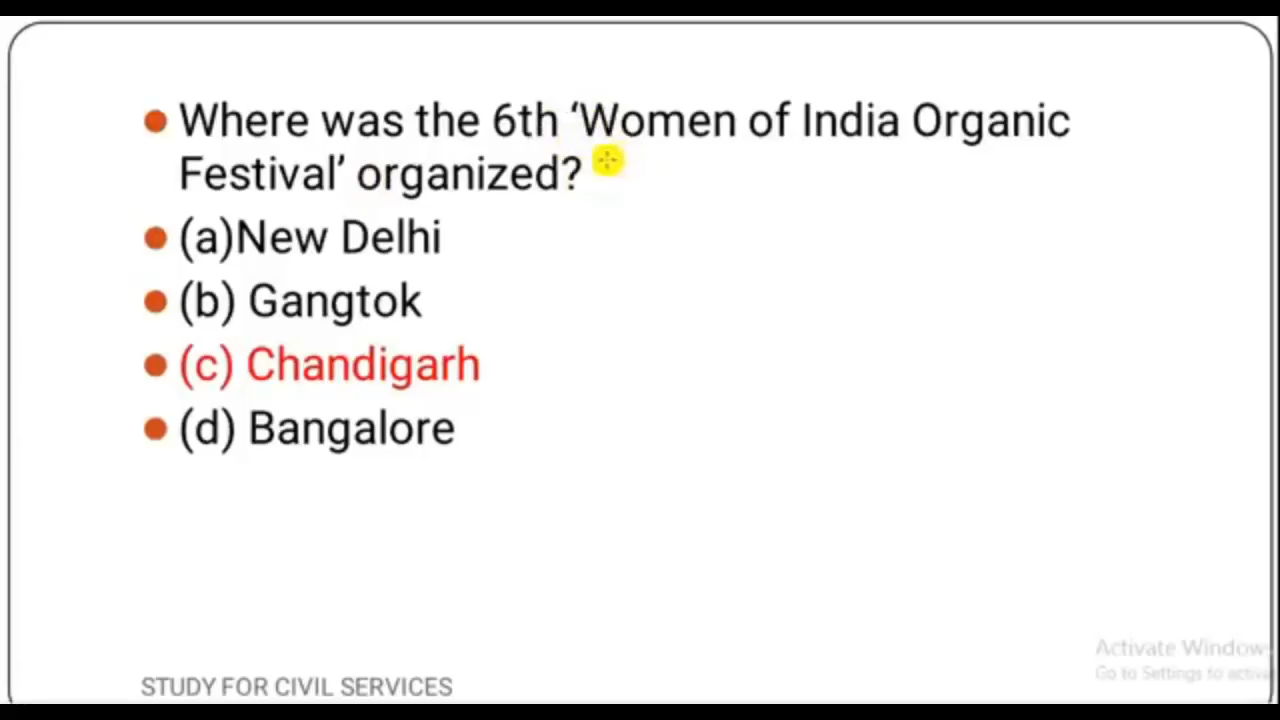 Where was the 6th ‘Women of India Organic
Festival’ organized?
(a)New Delhi
(b) Gangtok
(c) Chandigarh
(d) Bangalore
Activate Window
Go to Settings to activa
STUDY FOR CIVIL SERVICES